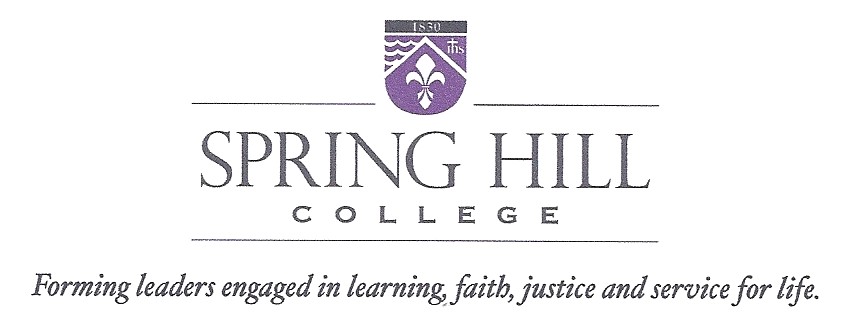 1830
ihs
SPRING HILL
COLLEGE
Forming leaders engaged in learning, faith, justice and service for life.